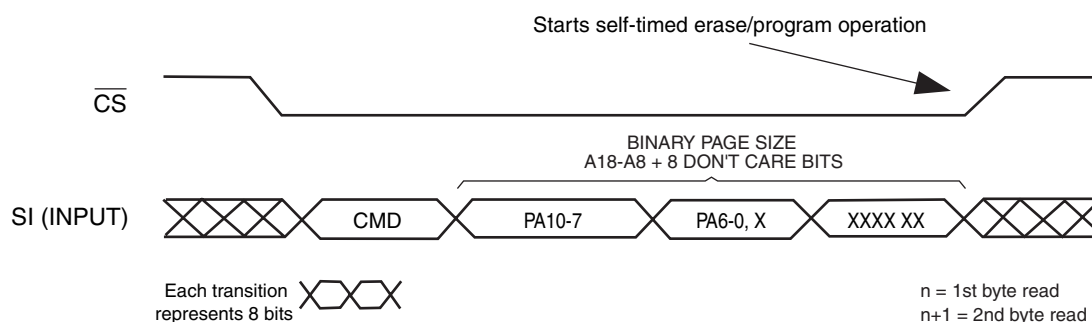 Starts self-timed erase/program operation
CS
BINARY PAGE SIZE
A18-A8 + 8 DON'T CARE BITS
SI (INPUT)
CMD
PA10-7
PA6-0, X
XXXX XX
Each transition
represents 8 bits
n = 1st byte read
n+1 = 2nd byte read